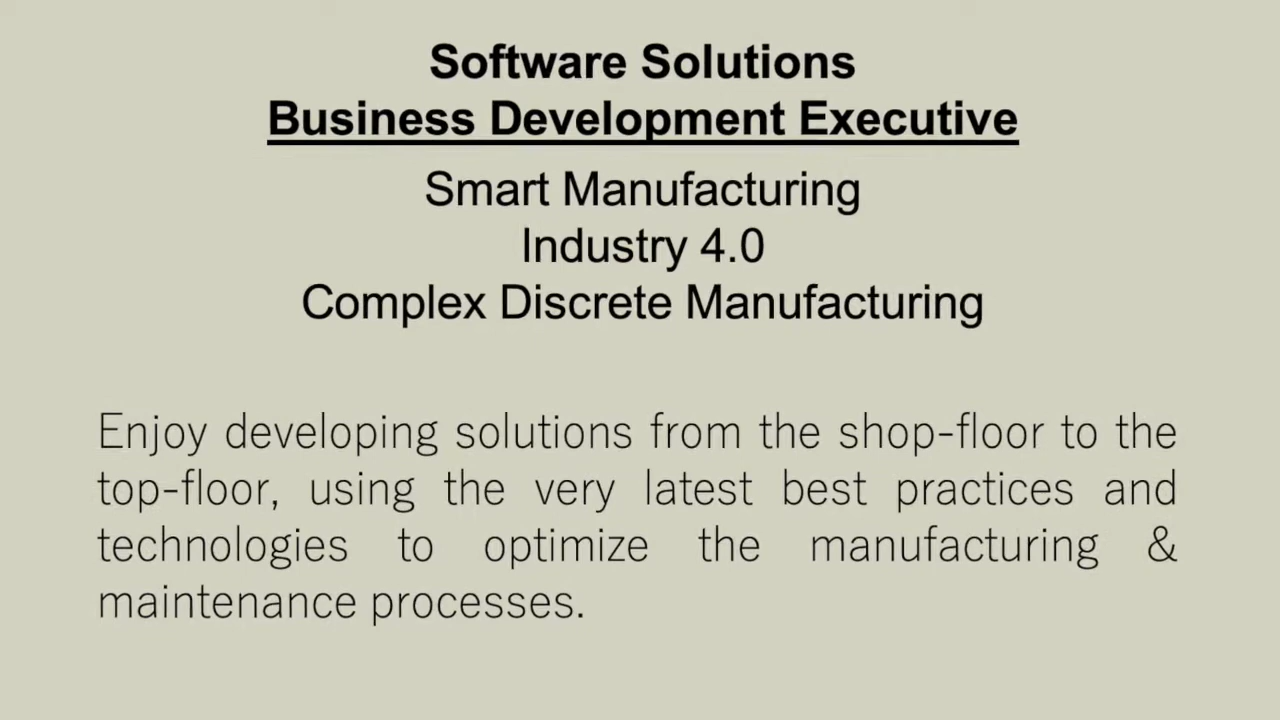 Software Solutions
Business Development Executive
Smart Manufacturing
Industry 4.0
Complex Discrete Manufacturing
Enjoy developing solutions from the shop-floor to the
top-floor, using the very latest best practices and
technologies to optimize the manufacturing &
maintenance processes.